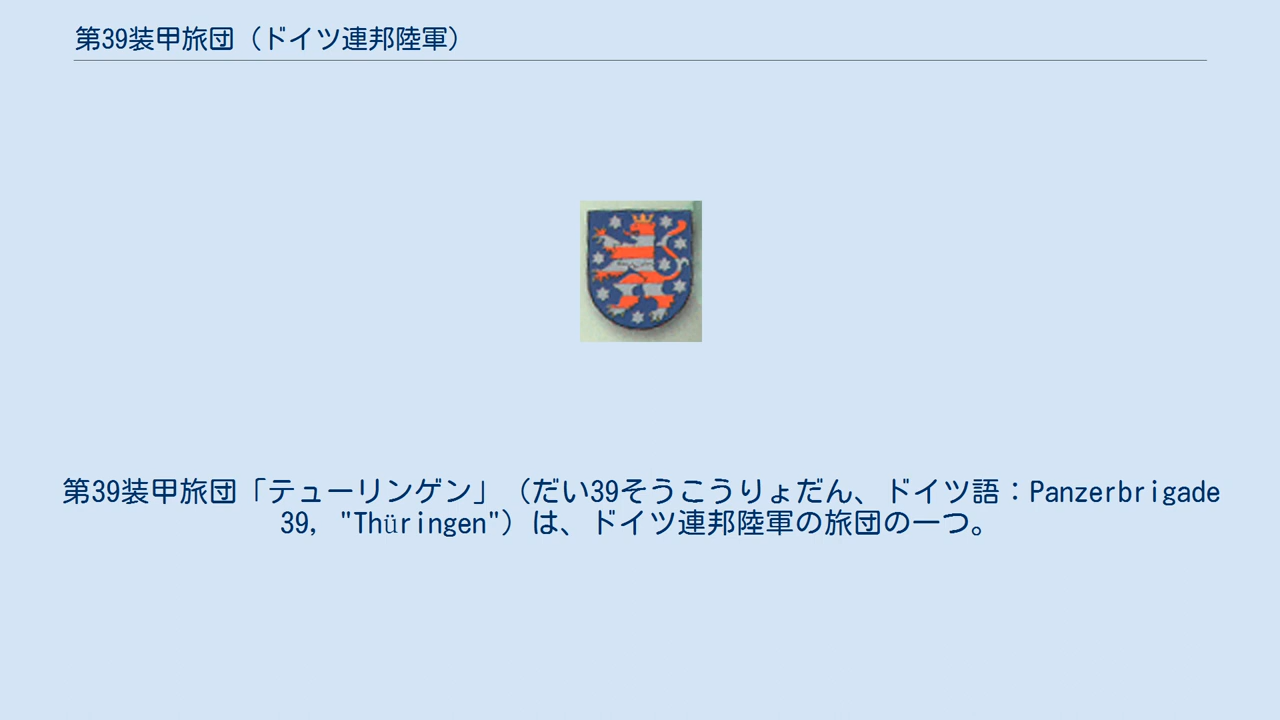 第39装甲旅団（ドイツ連邦陸軍）
第39装甲旅団「テューリンゲン」（だい39そうこうりょだん、ドイツ語：Panzerbrigade
39, "Thüringen"）は、ドイツ連邦陸軍の旅団の一つ。